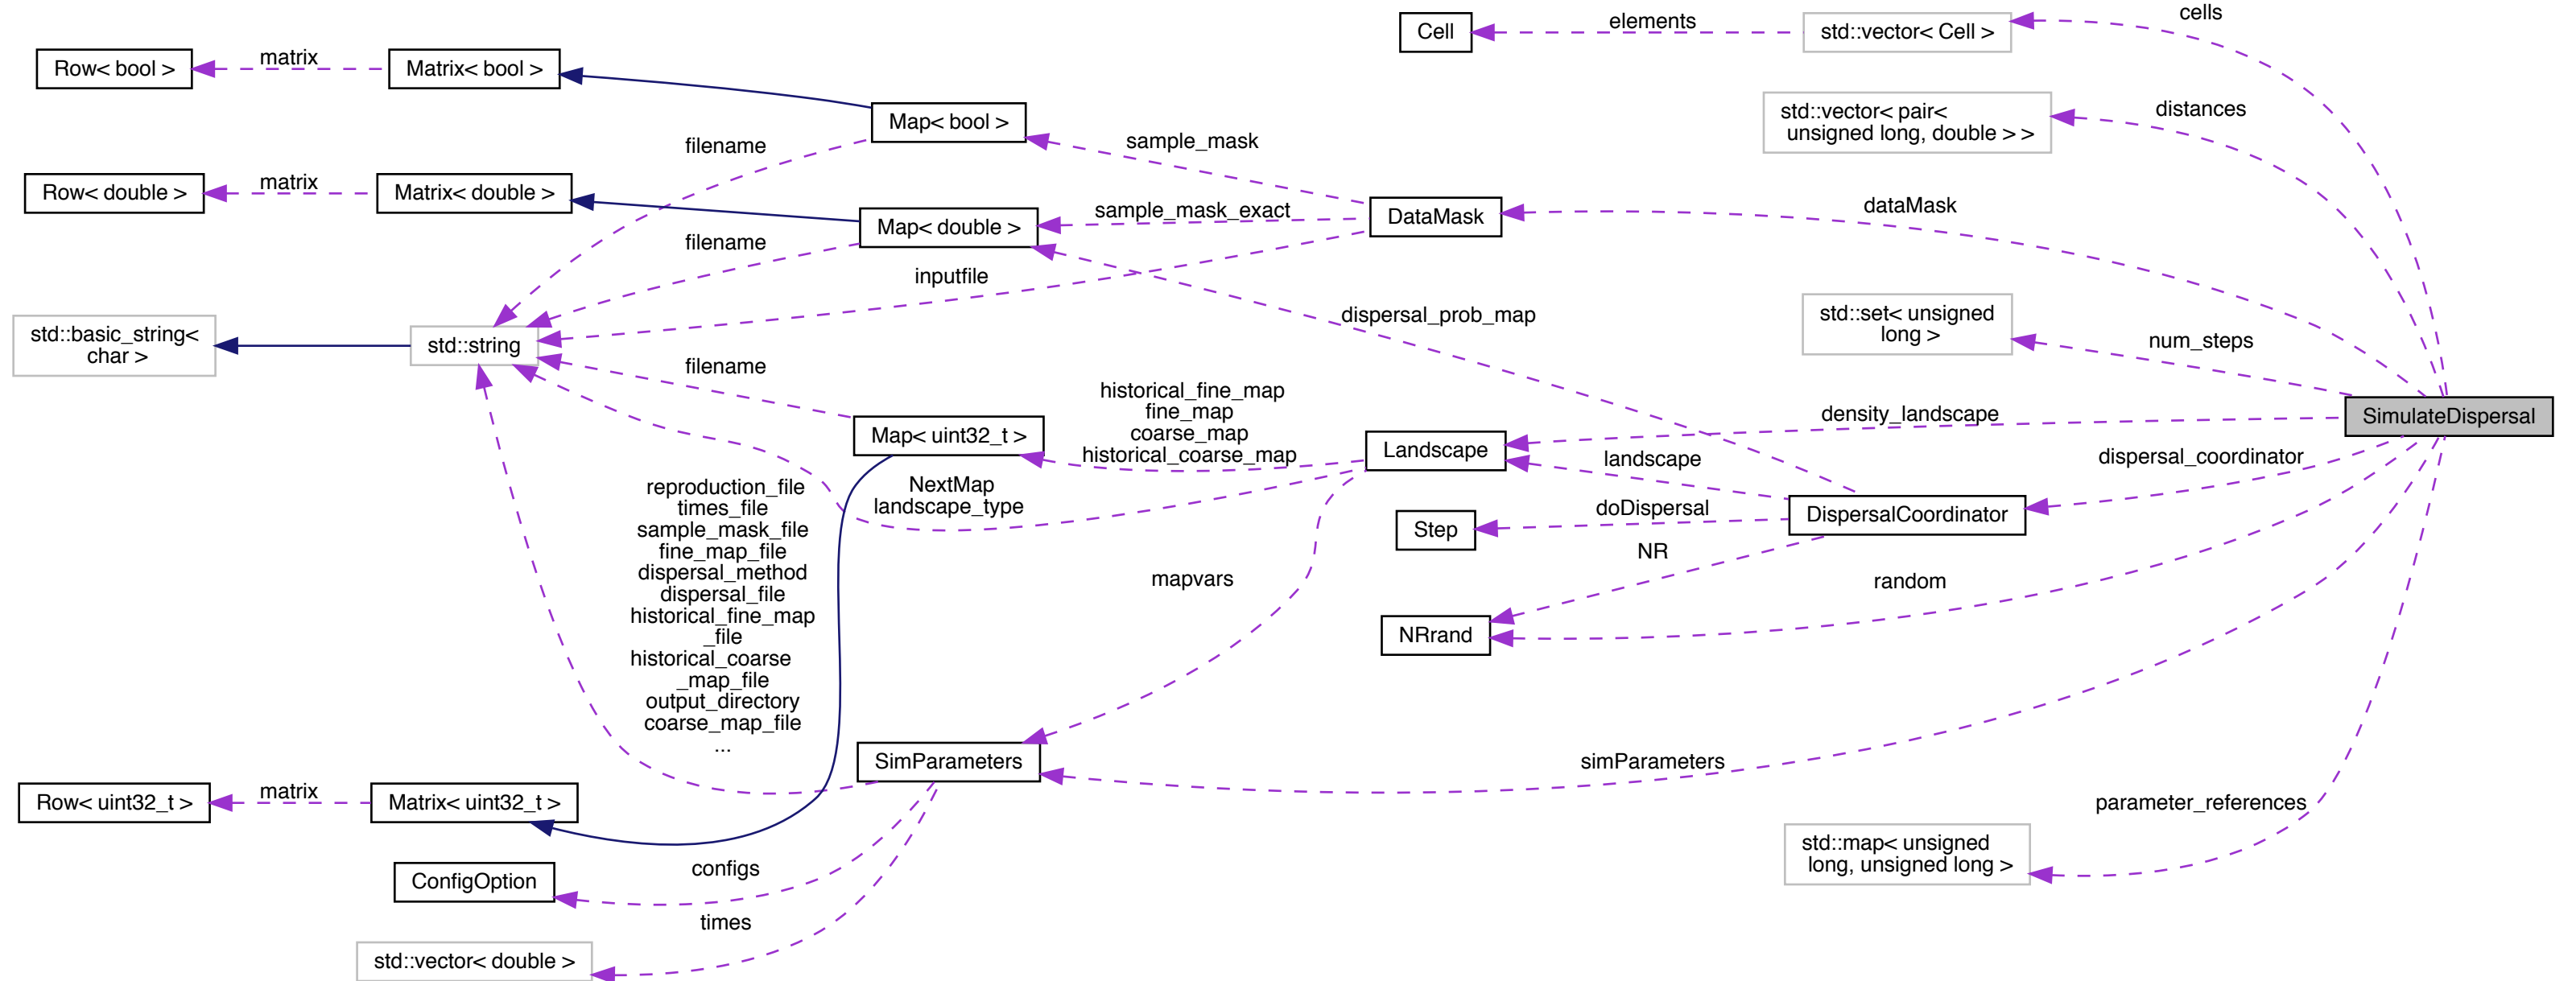 cells
Cell
elements
std::vector< Cell >
Row< bool >
matrix
Matrix< bool >
Map< bool >
std::vector< pair<
unsigned long, double > >
distances
filename
sample_mask
Row< double >
matrix
Matrix< double >
Map< double >
sample_mask_exact
DataMask
dataMask
filename
inputfile
std::basic_string<
char >
std::string
dispersal_prob_map
std::set< unsigned
long >
num_steps
filename
historical_fine_map
fine_map
coarse_map
historical_coarse_map
Map< uint32_t >
Landscape
density_landscape
SimulateDispersal
landscape
dispersal_coordinator
NextMap
landscape_type
reproduction_file
times_file
sample_mask_file
fine_map_file
dispersal_method
dispersal_file
historical_fine_map
_file
historical_coarse
_map_file
output_directory
coarse_map_file
...
Step
doDispersal
DispersalCoordinator
NR
mapvars
random
NRrand
SimParameters
simParameters
Row< uint32_t >
matrix
Matrix< uint32_t >
parameter_references
std::map< unsigned
long, unsigned long >
ConfigOption
configs
times
std::vector< double >